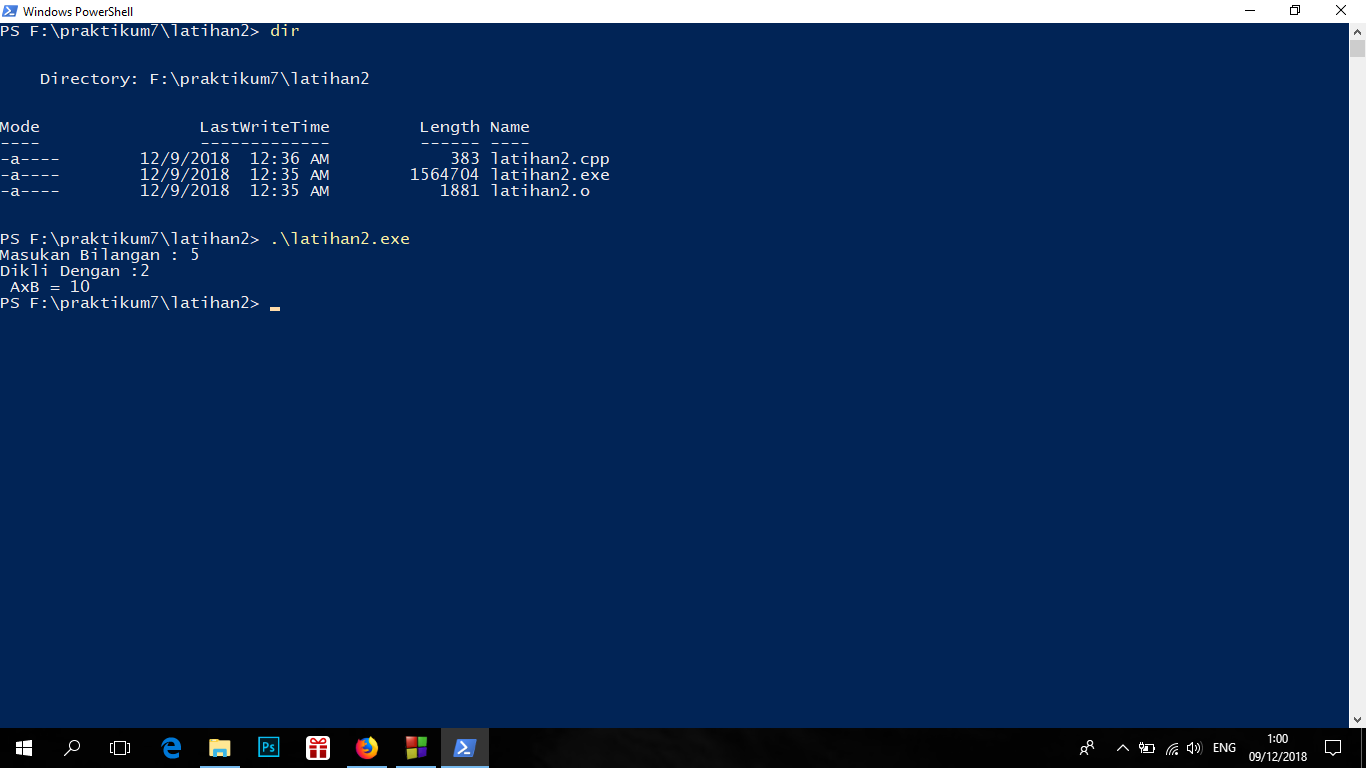 Windows PowerShell
PS F:\praktikum7\latihan2> dir
Directory: F:\praktikum7\latihan2
Mode LastWriteTime Length Name
---- ------------- ------ ----
-a---- 12/9/2018 12:36 AM 383 latihan2.cpp
-a---- 12/9/2018 12:35 AM 1564704 latihan2.exe
-a---- 12/9/2018 12:35 AM 1881 latihan2.o
PS F:\praktikum7\latihan2> .\latihan2.exe
Masukan Bilangan : 5
Dikli Dengan :2
AxB = 10
PS F:\praktikum7\latihan2> _
Ps
ENG
1:00
09/12/2018